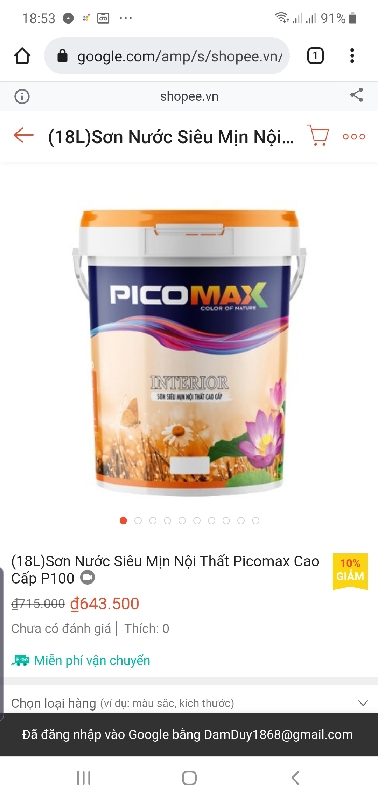 18:53
91%
google.com/amp/s/shopee.vn/
1
shopee.vn
(18L)Sơn Nước Siêu Mịn Nội...
PICOMAX
COLOR OF NATURE
INTERIOR
SƠN SIÊU MỊN NỘI THẤT CAO CẤP
(18L)Sơn Nước Siêu Mịn Nội Thất Picomax Cao
Cấp P100
10%
GIẢM
₫715.000 ₫643.500
Chưa có đánh giá | Thích: 0
Miễn phí vận chuyển
Chọn loại hàng (ví dụ: màu sắc, kích thước)
Đã đăng nhập vào Google bằng DamDuy1868@gmail.com